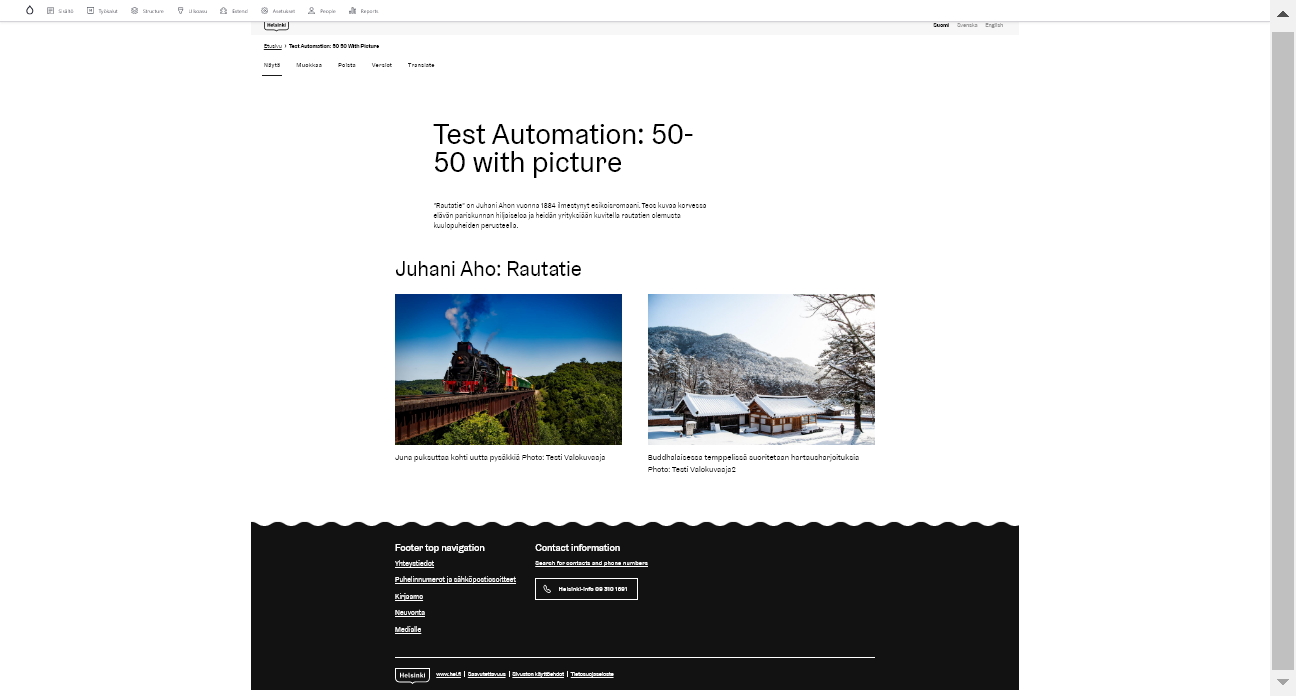 Sisältö Työkalut Structure Ulkoasu Extend Asetukset People Reports
Helsinki Suomi Svenska English
Etusivu › Test Automation: 50 50 With Picture
Näytä Muokkaa Poista Versiot Translate
Test Automation: 50-
50 with picture
"Rautatie" on Juhani Ahon vuonna 1884 ilmestynyt esikoisromaani. Teos kuvaa korvessa
elävän pariskunnan hiljaiseloa ja heidän yrityksiään kuvitella rautatien olemusta
kuulopuheiden perusteella.
Juhani Aho: Rautatie
Juna puksuttaa kohti uutta pysäkkiä Photo: Testi Valokuvaaja
Buddhalaisessa temppelissä suoritetaan hartausharjoituksia
Photo: Testi Valokuvaaja2
Footer top navigation
Yhteystiedot
Puhelinnumerot ja sähköpostiosoitteet
Kirjaamo
Neuvonta
Medialle
Contact information
Search for contacts and phone numbers
Helsinki-info 09 310 1691
Helsinki www.hel.fi | Saavutettavuus | Sivuston käyttöehdot | Tietosuojaseloste